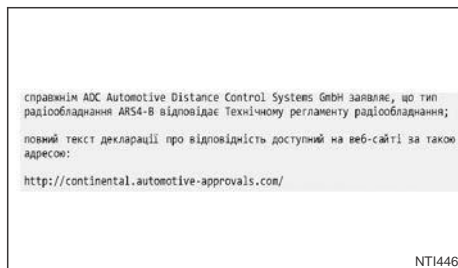 справжнім ADC Automotive Distance Control Systems GmbH заявляє, що тип
радіообладнання ARS4-B відповідає Технічному регламенту радіообладнання;
повний текст декларації про відповідність доступний на веб-сайті за такою
адресою:
http://continental.automotive-approvals.com/
NTI446